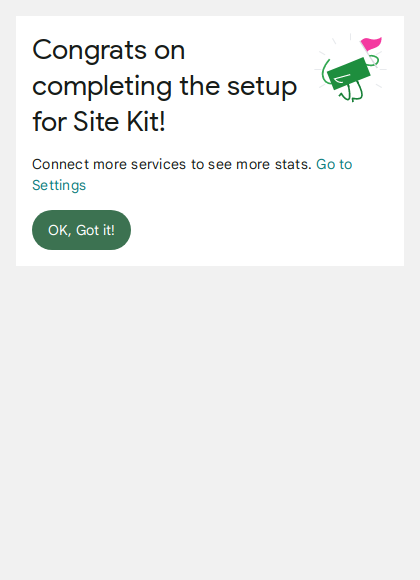 Congrats on
completing the setup
for Site Kit!
Connect more services to see more stats. Go to
Settings
OK, Got it!